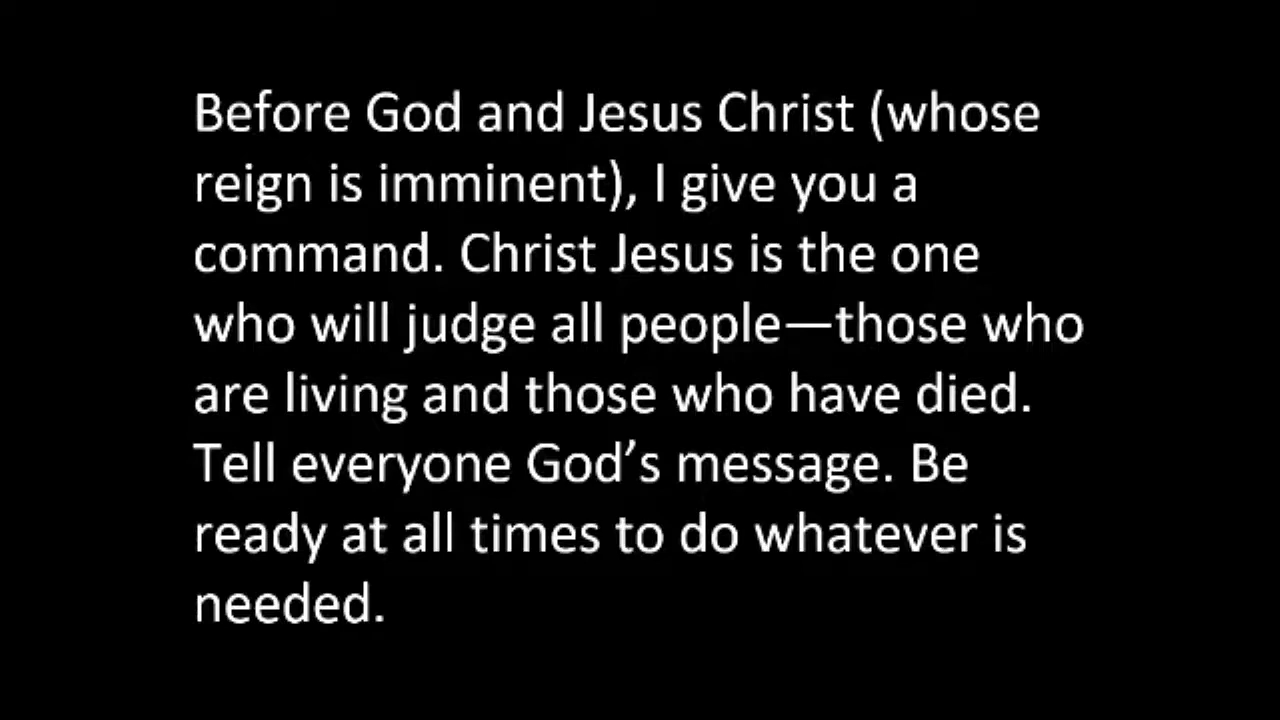 Before God and Jesus Christ (whose
reign is imminent), I give you a
command. Christ Jesus is the one
who will judge all people—those who
are living and those who have died.
Tell everyone God’s message. Be
ready at all times to do whatever is
needed.